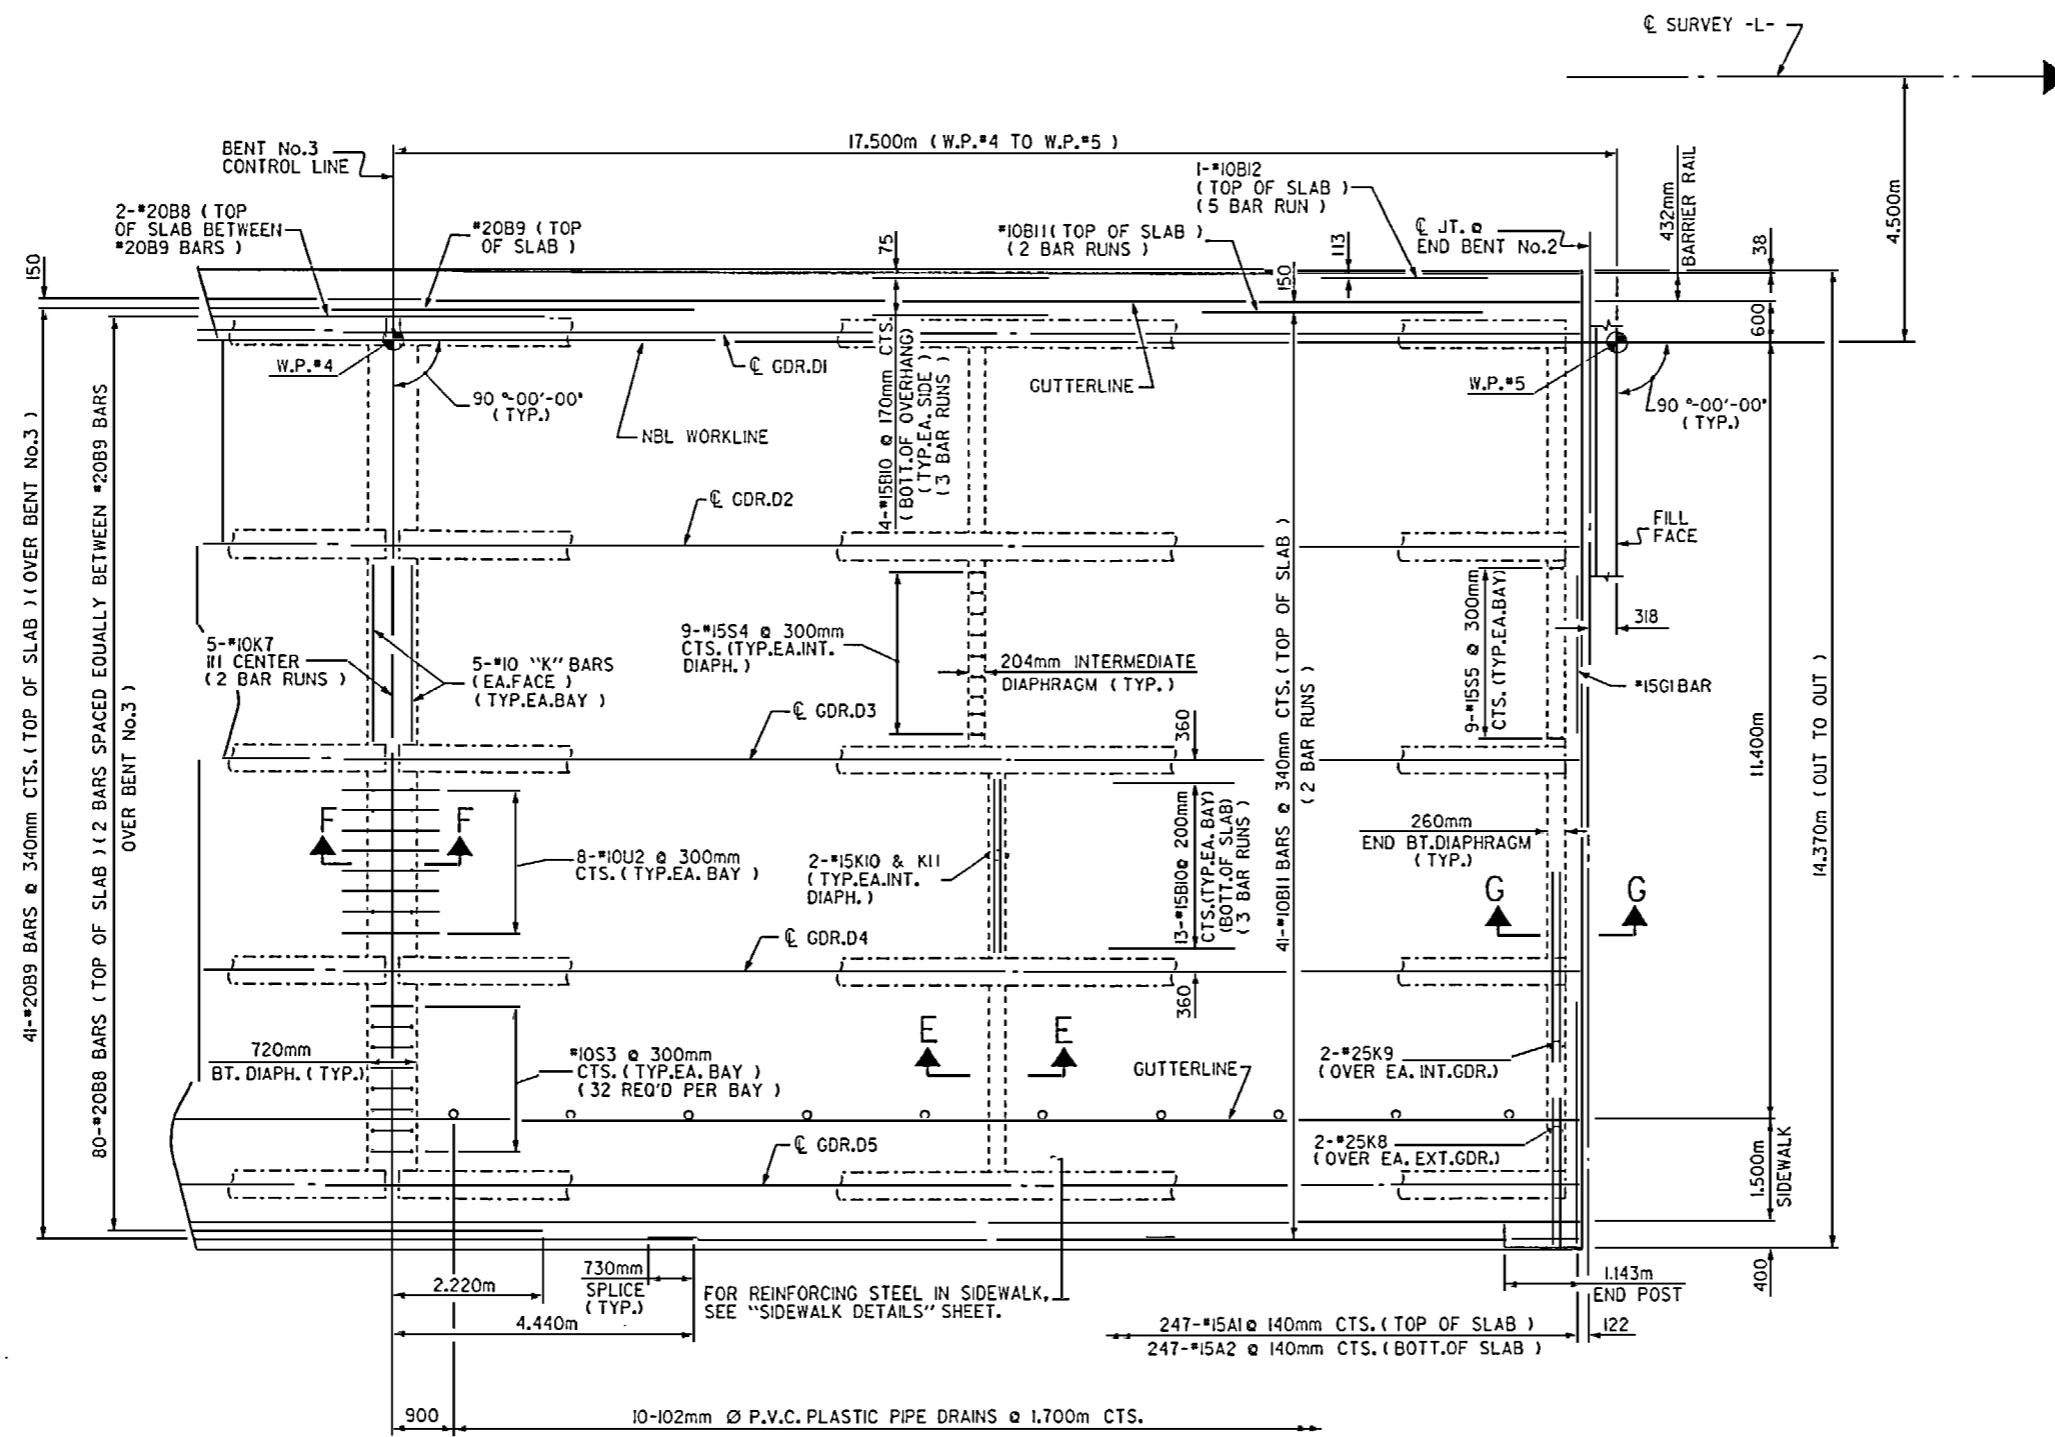 ℄ SURVEY -L-
17.500m ( W.P.#4 TO W.P.#5 )
BENT No.3
CONTROL LINE
4.500m
432mm
BARRIER RAIL
38
1-#10B12
( TOP OF SLAB )
( 5 BAR RUN )
2-#20B8 ( TOP
OF SLAB BETWEEN
#20B9 BARS )
#20B9 ( TOP
OF SLAB )
75
#10B11 ( TOP OF SLAB )
( 2 BAR RUNS )
113
150
℄ JT. @
END BENT No.2
150
600
W.P.#4
90°-00'-00"
( TYP.)
℄ GDR.D1
NBL WORKLINE
GUTTERLINE
W.P.#5
90°-00'-00"
( TYP.)
4-#15B10 @ 170mm CTS.
(BOTT.OF OVERHANG)
( TYP.EA. SIDE )
( 3 BAR RUNS )
℄ GDR.D2
FILL
FACE
318
41-#20B9 BARS @ 340mm CTS. ( TOP OF SLAB ) ( OVER BENT No.3 )
80-#20B8 BARS ( TOP OF SLAB ) ( 2 BARS SPACED EQUALLY BETWEEN #20B9 BARS
OVER BENT No.3 )
5-#10K7
IN CENTER
( 2 BAR RUNS )
5-#10 "K" BARS
( EA.FACE )
( TYP.EA.BAY )
9-#15S4 @ 300mm
CTS. (TYP.EA.INT.
DIAPH. )
204mm INTERMEDIATE
DIAPHRAGM ( TYP. )
9-#15S5 @ 300mm
CTS. (TYP.EA.BAY)
#15G1 BAR
℄ GDR.D3
360
11.400m
14.370m ( OUT TO OUT )
F F
8-#10U2 @ 300mm
CTS. ( TYP.EA. BAY )
2-#15K10 & K11
( TYP.EA.INT.
DIAPH. )
13-#15B10@ 200mm
CTS.(TYP.EA. BAY)
(BOTT.OF SLAB)
( 3 BAR RUNS )
41-#10B11 BARS @ 340mm CTS. ( TOP OF SLAB )
( 2 BAR RUNS )
260mm
END BT.DIAPHRAGM
( TYP.)
G G
℄ GDR.D4
360
720mm
BT. DIAPH. ( TYP.)
#10S3 @ 300mm
CTS. ( TYP.EA. BAY )
( 32 REQ'D PER BAY )
E E
GUTTERLINE
2-#25K9
( OVER EA. INT.GDR.)
2-#25K8
( OVER EA. EXT.GDR.)
℄ GDR.D5
1.500m
SIDEWALK
400
2.220m
730mm
SPLICE
( TYP.)
4.440m
FOR REINFORCING STEEL IN SIDEWALK,
SEE "SIDEWALK DETAILS" SHEET.
1.143m
END POST
247-#15A1 @ 140mm CTS. ( TOP OF SLAB )
247-#15A2 @ 140mm CTS. ( BOTT.OF SLAB )
122
900
10-102mm Ø P.V.C. PLASTIC PIPE DRAINS @ 1.700m CTS.